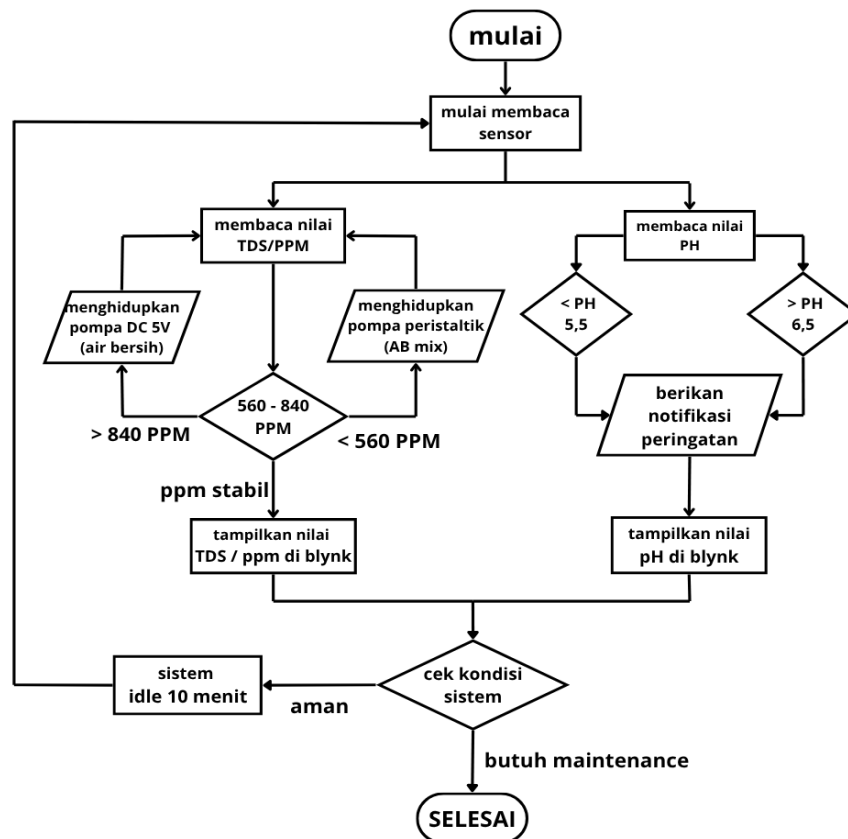 mulai
mulai membaca
sensor
membaca nilai
TDS/PPM
membaca nilai
PH
menghidupkan
pompa DC 5V
(air bersih)
menghidupkan
pompa peristaltik
(AB mix)
< PH
5,5
> PH
6,5
560 - 840
PPM
> 840 PPM
< 560 PPM
berikan
notifikasi
peringatan
ppm stabil
tampilkan nilai
TDS / ppm di blynk
tampilkan nilai
pH di blynk
sistem
idle 10 menit
aman
cek kondisi
sistem
butuh maintenance
SELESAI